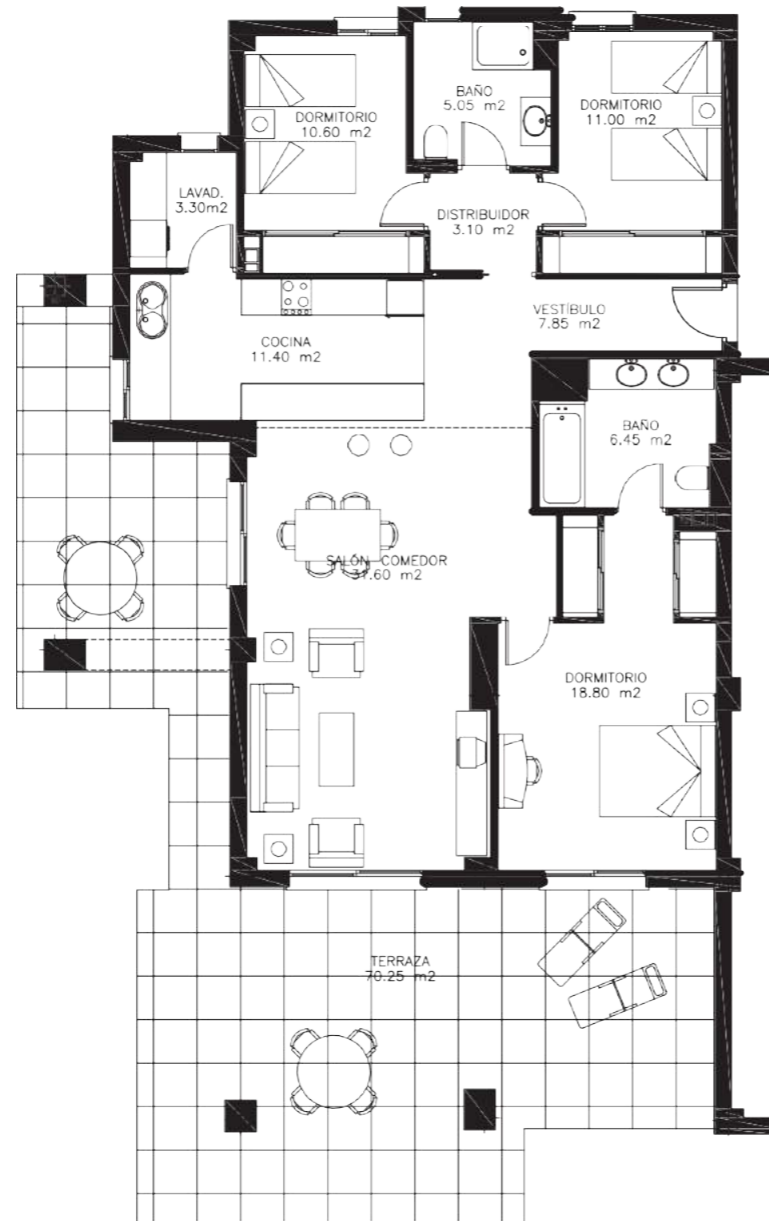 BAÑO
5.05 m2
DORMITORIO
10.60 m2
DORMITORIO
11.00 m2
LAVAD.
3.30m2
DISTRIBUIDOR
3.10 m2
VESTÍBULO
7.85 m2
COCINA
11.40 m2
BAÑO
6.45 m2
SALÓN COMEDOR
31.60 m2
DORMITORIO
18.80 m2
TERRAZA
70.25 m2